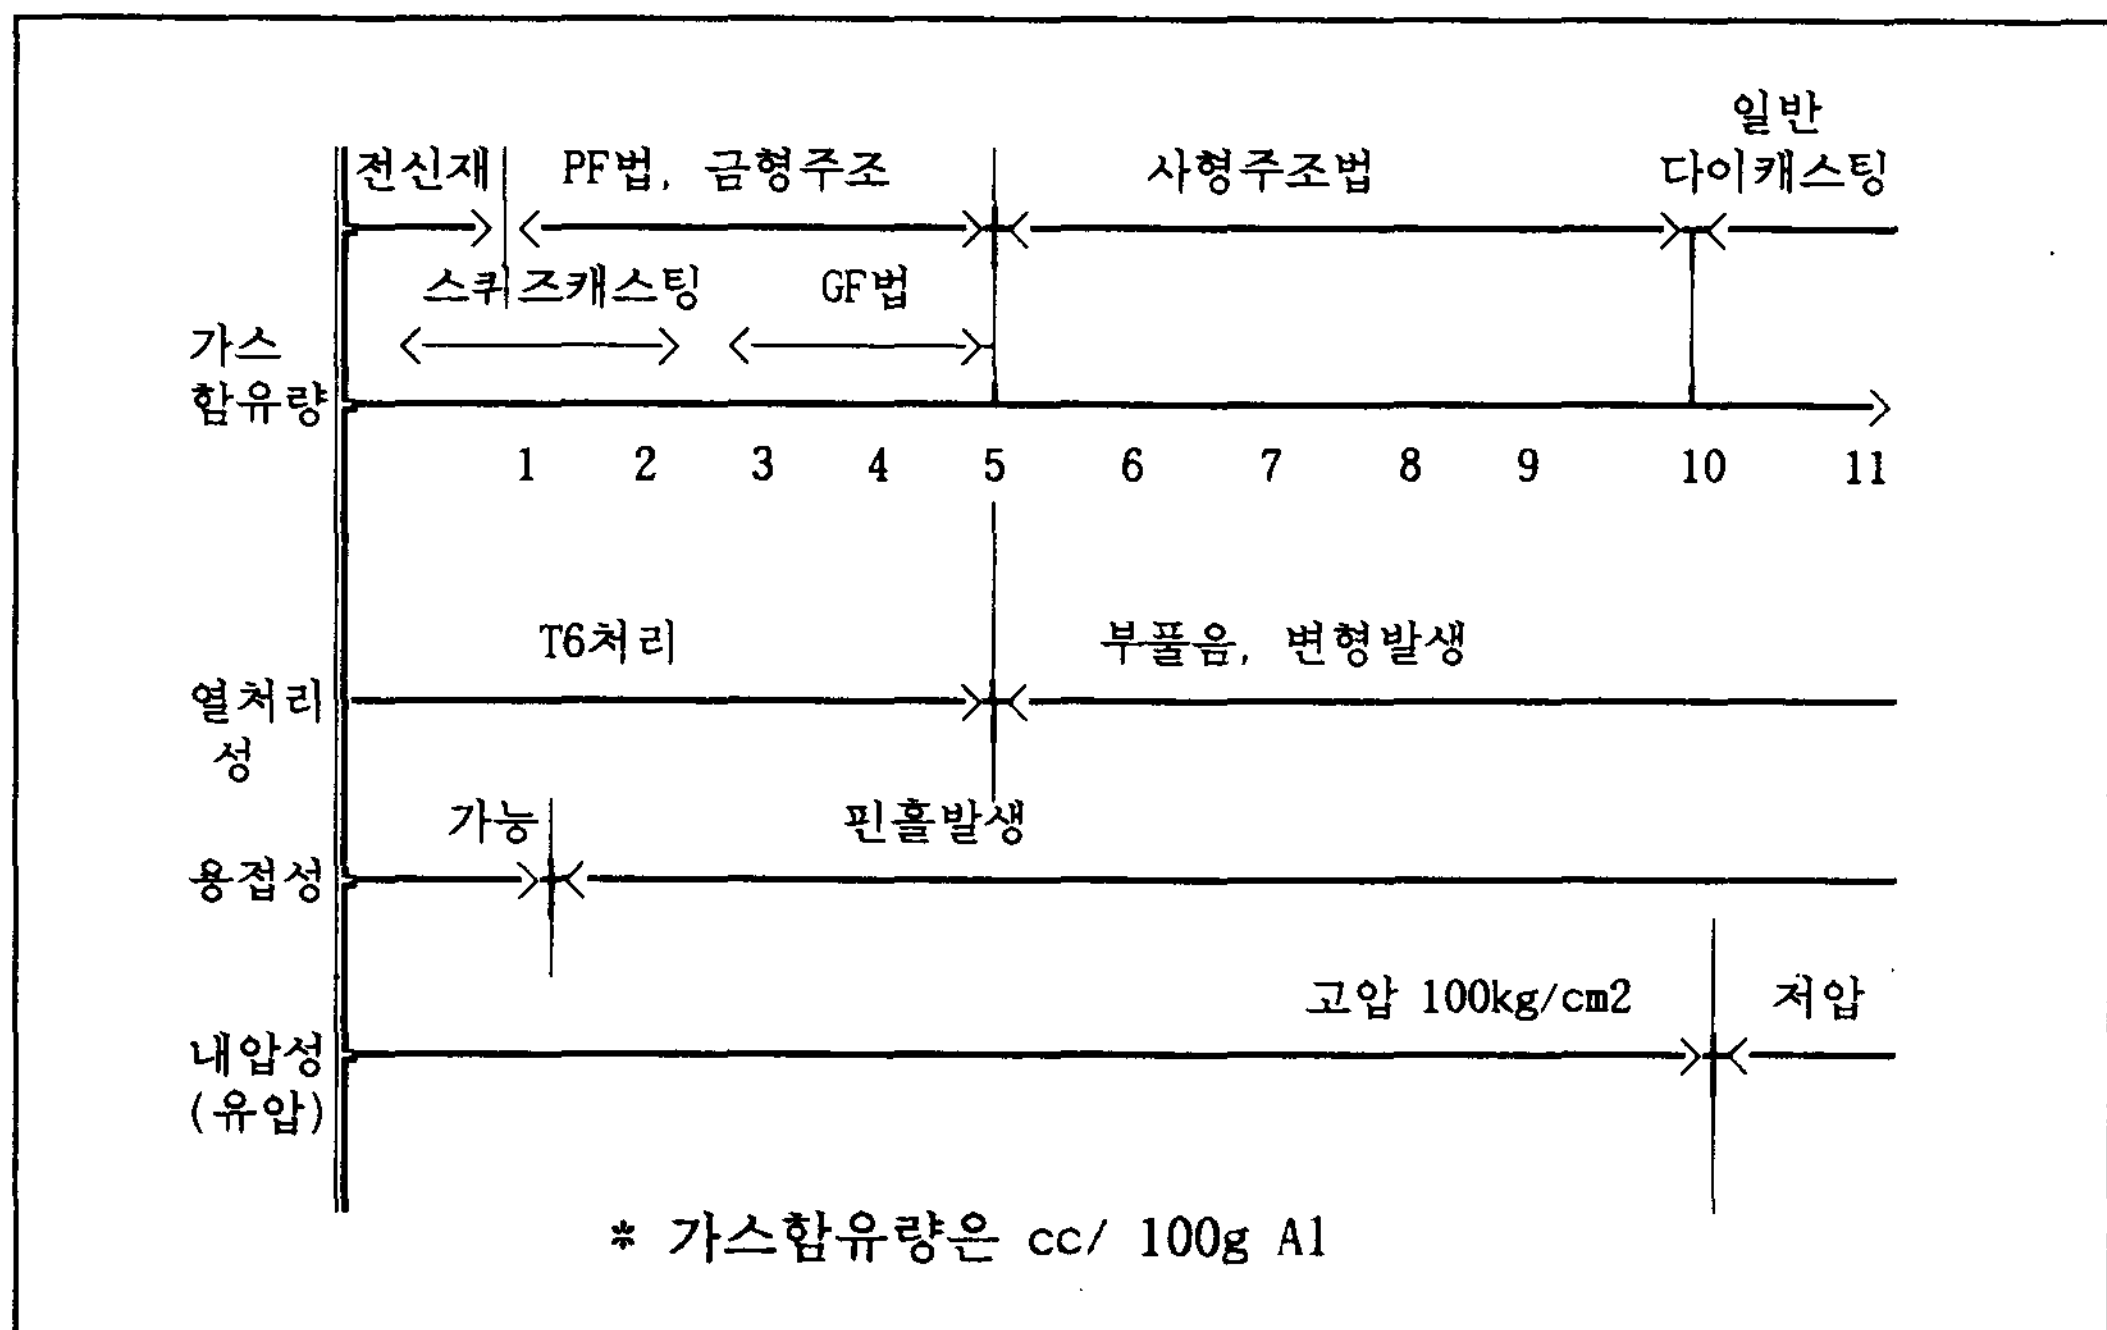 일반
전신재 PF법, 금형주조 사형주조법 다이캐스팅
스퀴즈캐스팅 GF법
가스
함유량
1 2 3 4 5 6 7 8 9 10 11
T6처리 부풀음, 변형발생
열처리
성
가능 핀홀발생
용접성
고압 100kg/cm2 저압
내압성
(유압)
* 가스함유량은 cc/ 100g Al